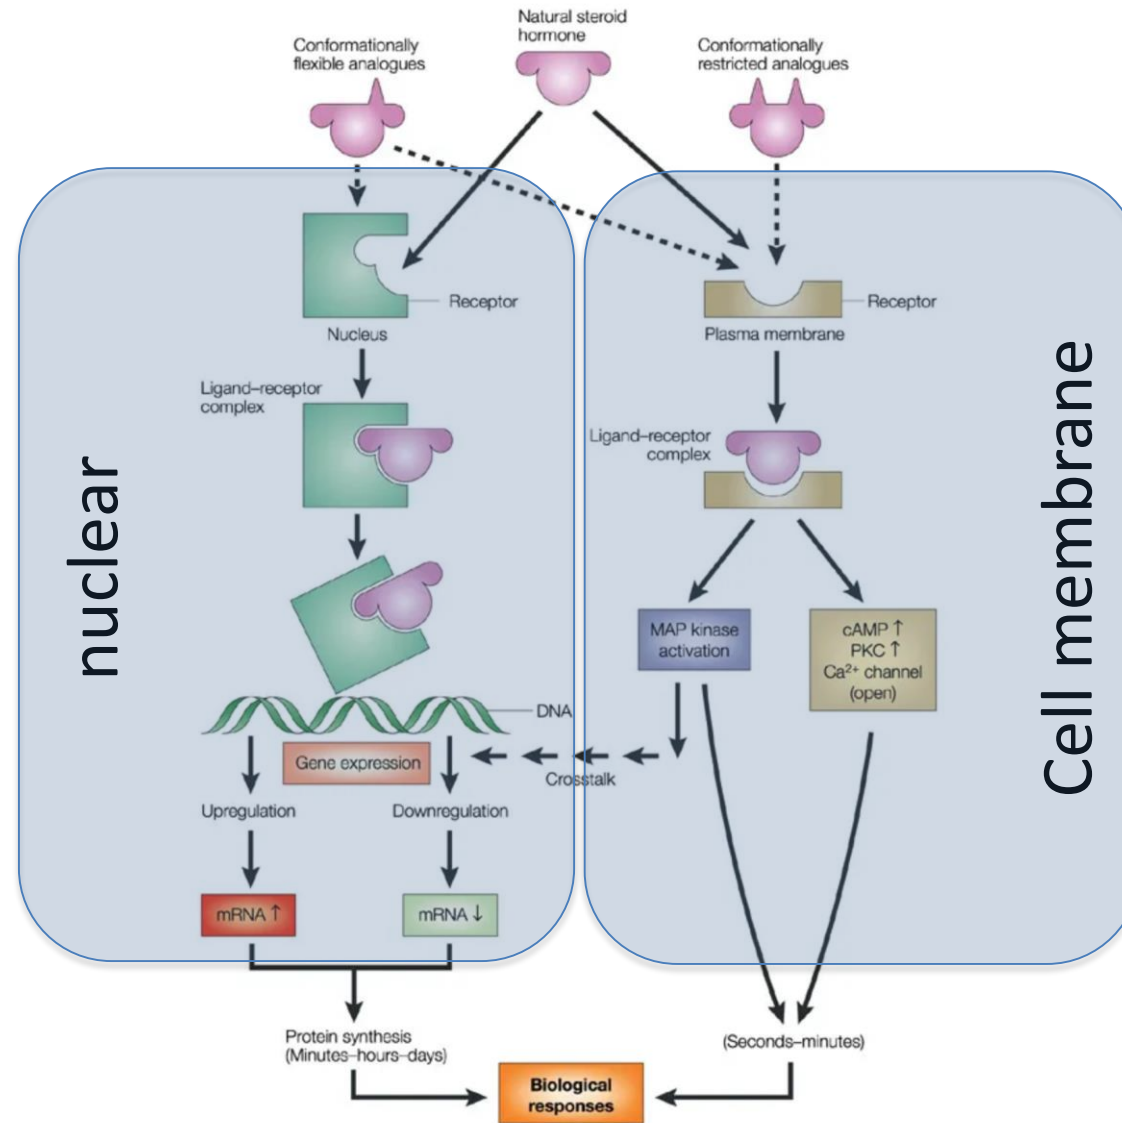 Natural steroid
hormone
Conformationally
flexible analogues
Conformationally
restricted analogues
Receptor
Nucleus
Receptor
Plasma membrane
Ligand–receptor
complex
Ligand–receptor
complex
nuclear
Cell membrane
MAP kinase
activation
cAMP ↑
PKC ↑
Ca²⁺ channel
(open)
DNA
Gene expression
Crosstalk
Upregulation
Downregulation
mRNA ↑
mRNA ↓
Protein synthesis
(Minutes–hours–days)
(Seconds–minutes)
Biological
responses